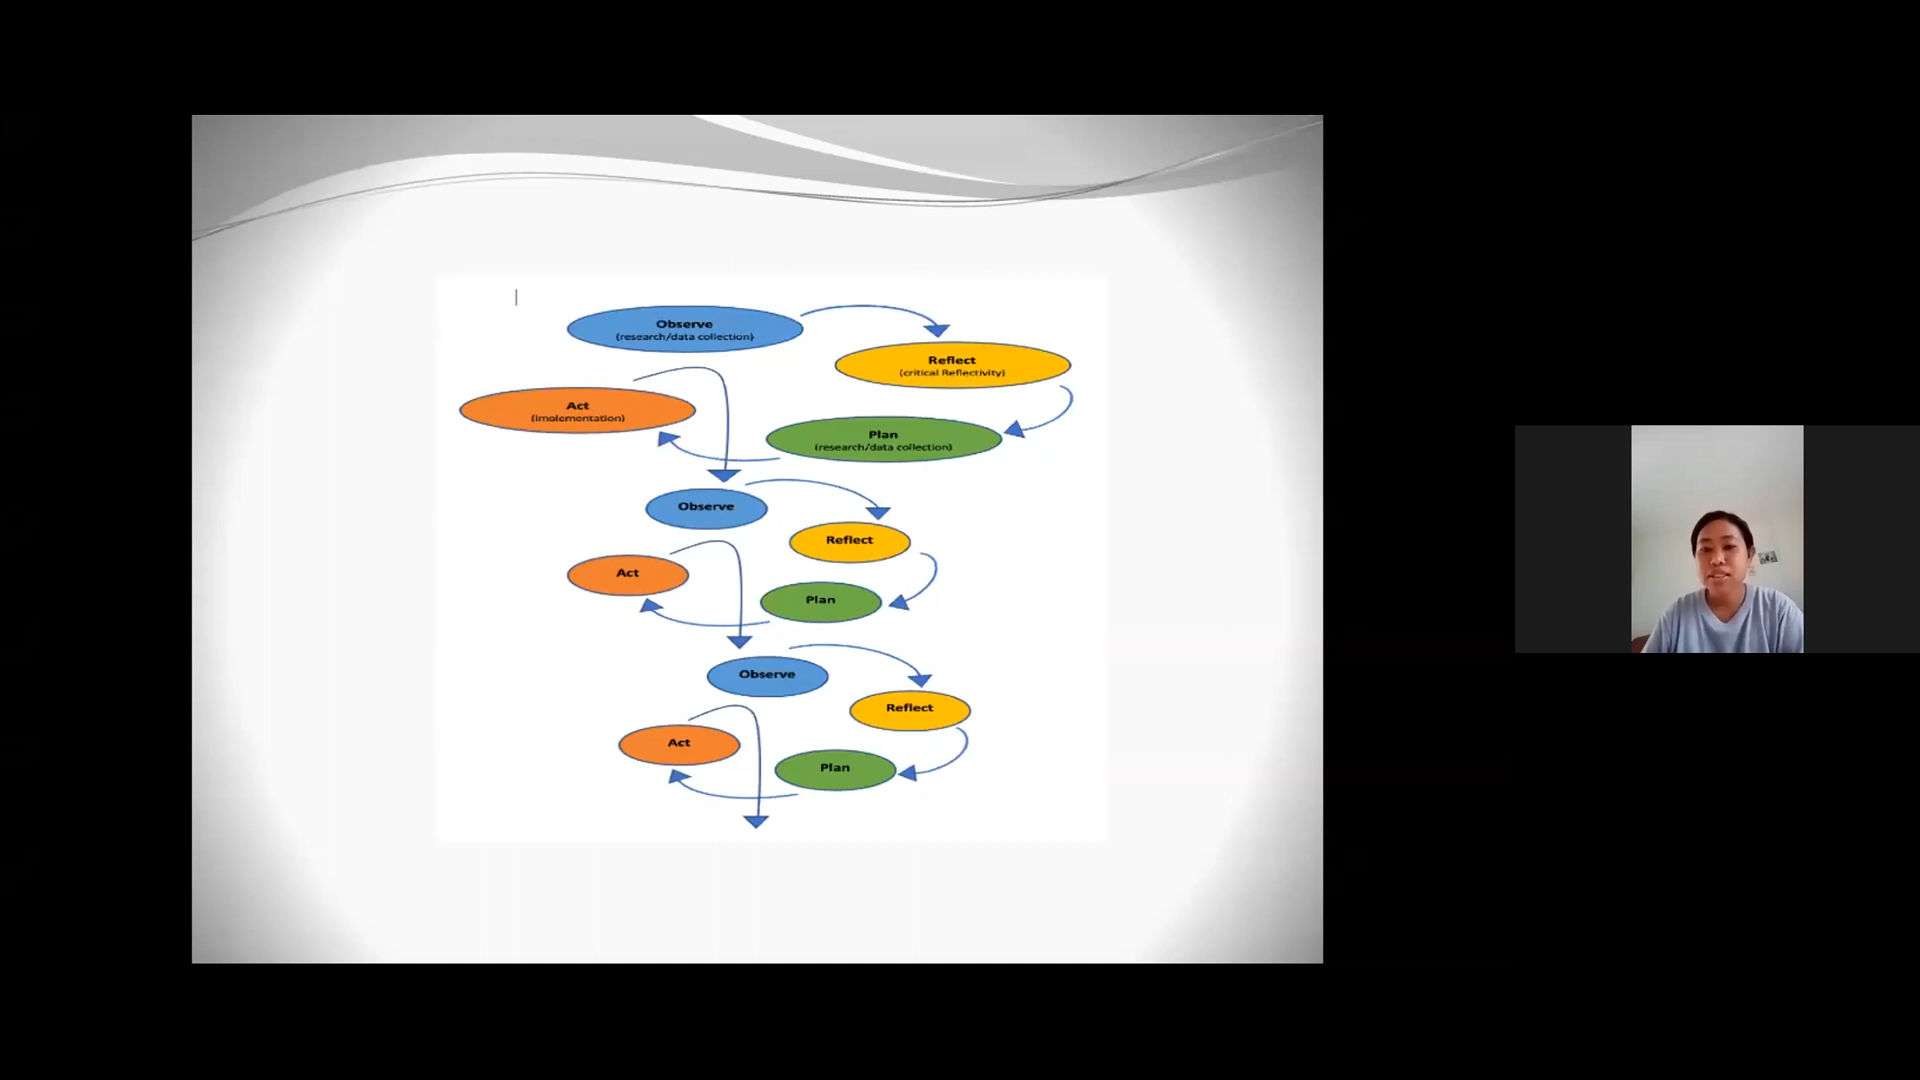 Observe
(research/data collection)
Reflect
(critical Reflectivity)
Act
(imolementation)
Plan
(research/data collection)
Observe
Reflect
Act
Plan
Observe
Reflect
Act
Plan